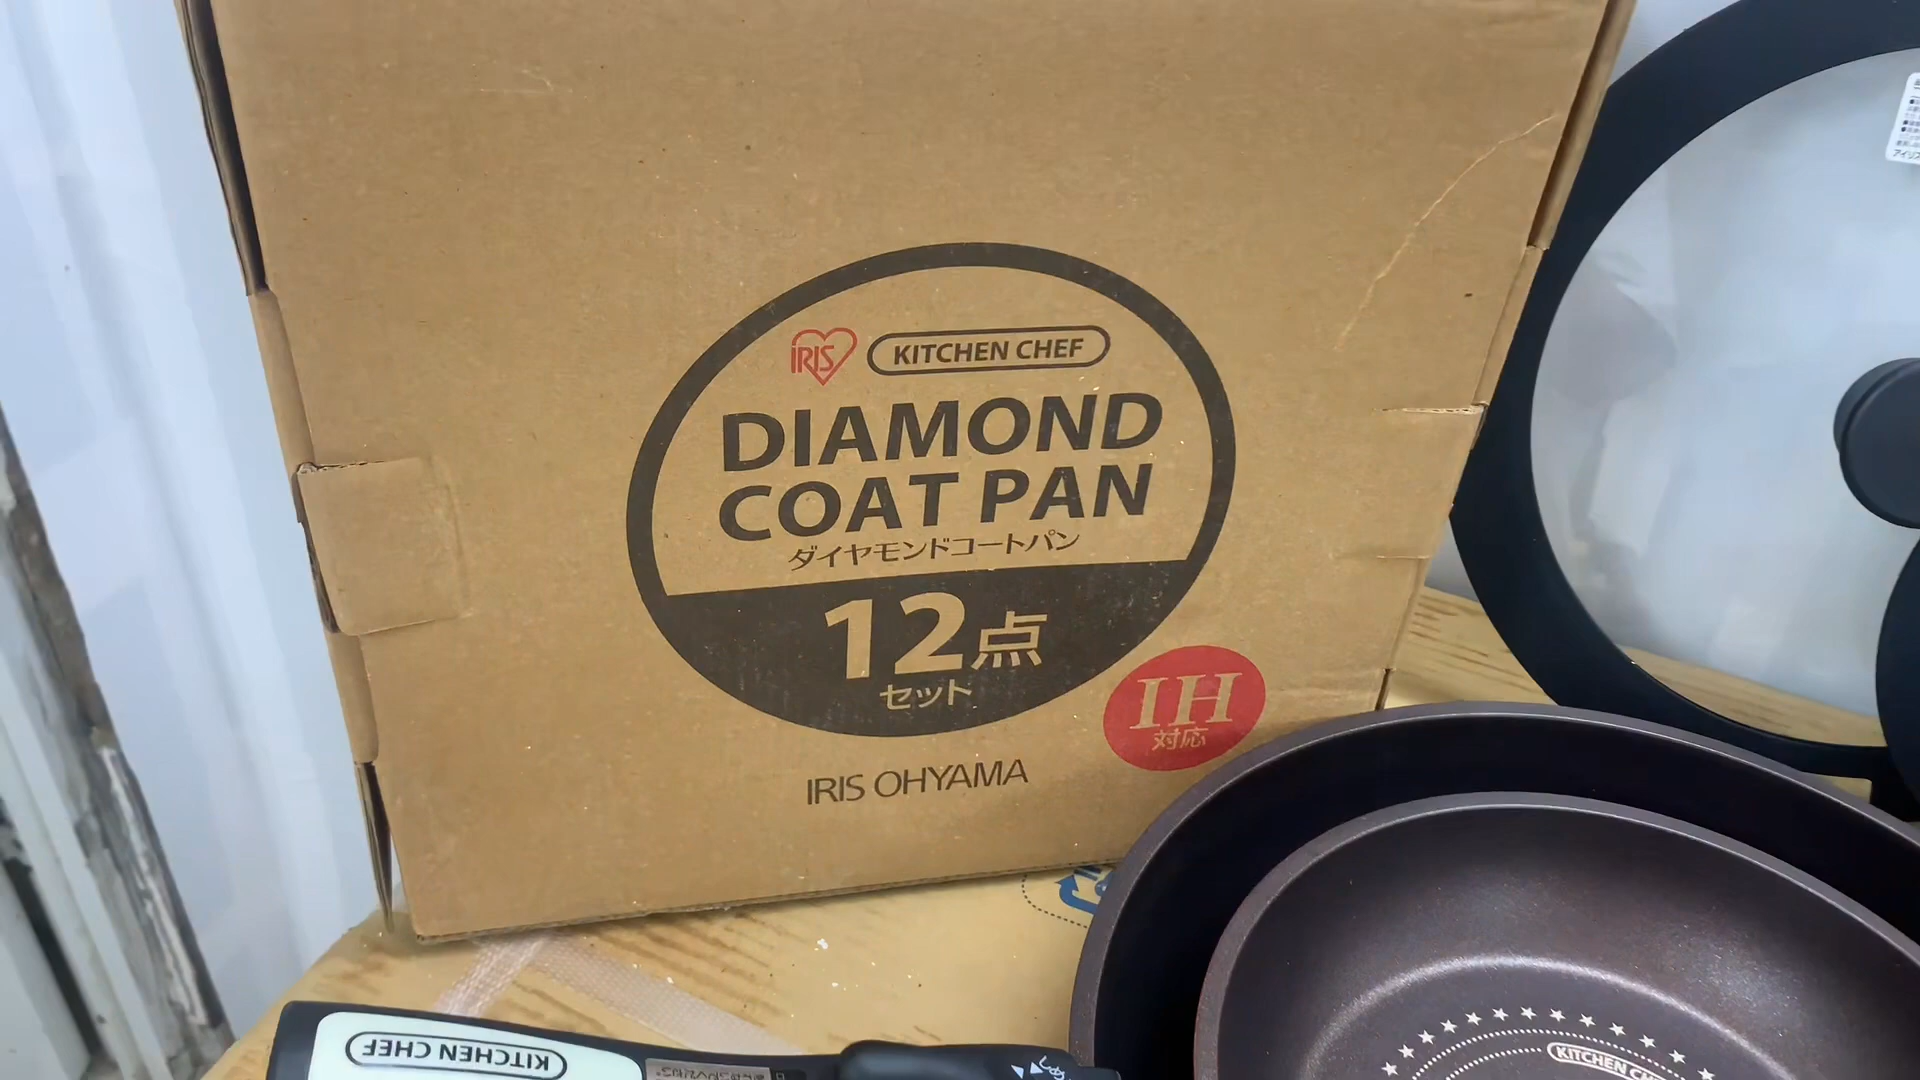 IRIS KITCHEN CHEF
DIAMOND
COAT PAN
ダイヤモンドコートパン
12点
セット
IH
対応
IRIS OHYAMA
KITCHEN CHEF
KITCHEN